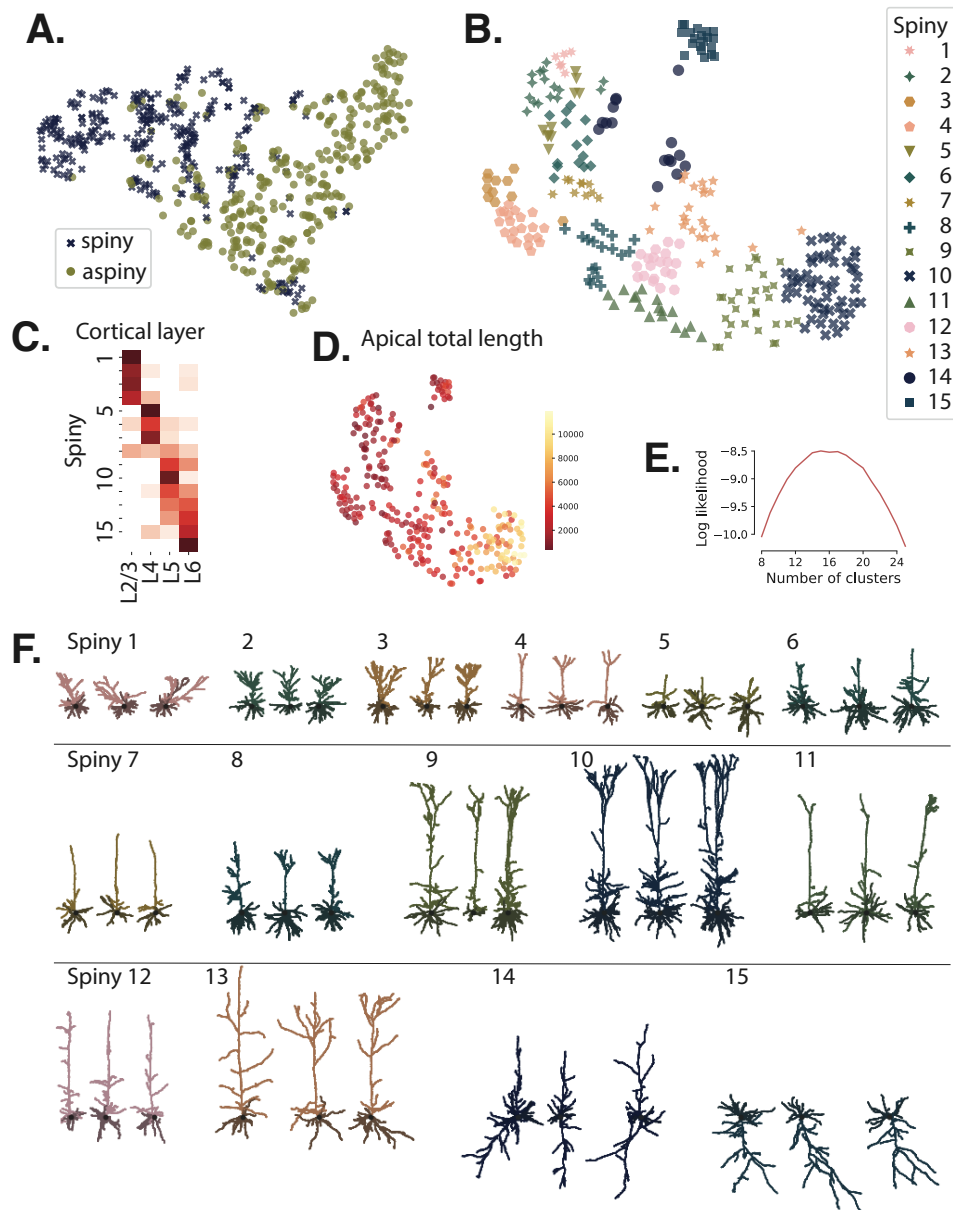 A.
spiny
aspiny
B.
Spiny
1
2
3
4
5
6
7
8
9
10
11
12
13
14
15
C.
Cortical layer
Spiny
1
5
10
15
L2/3
L4
L5
L6
D.
Apical total length
10000
8000
6000
4000
2000
E.
Log likelihood
−8.5
−9.0
−9.5
−10.0
8 12 16 20 24
Number of clusters
F.
Spiny 1 2 3 4 5 6
Spiny 7 8 9 10 11
Spiny 12 13 14 15